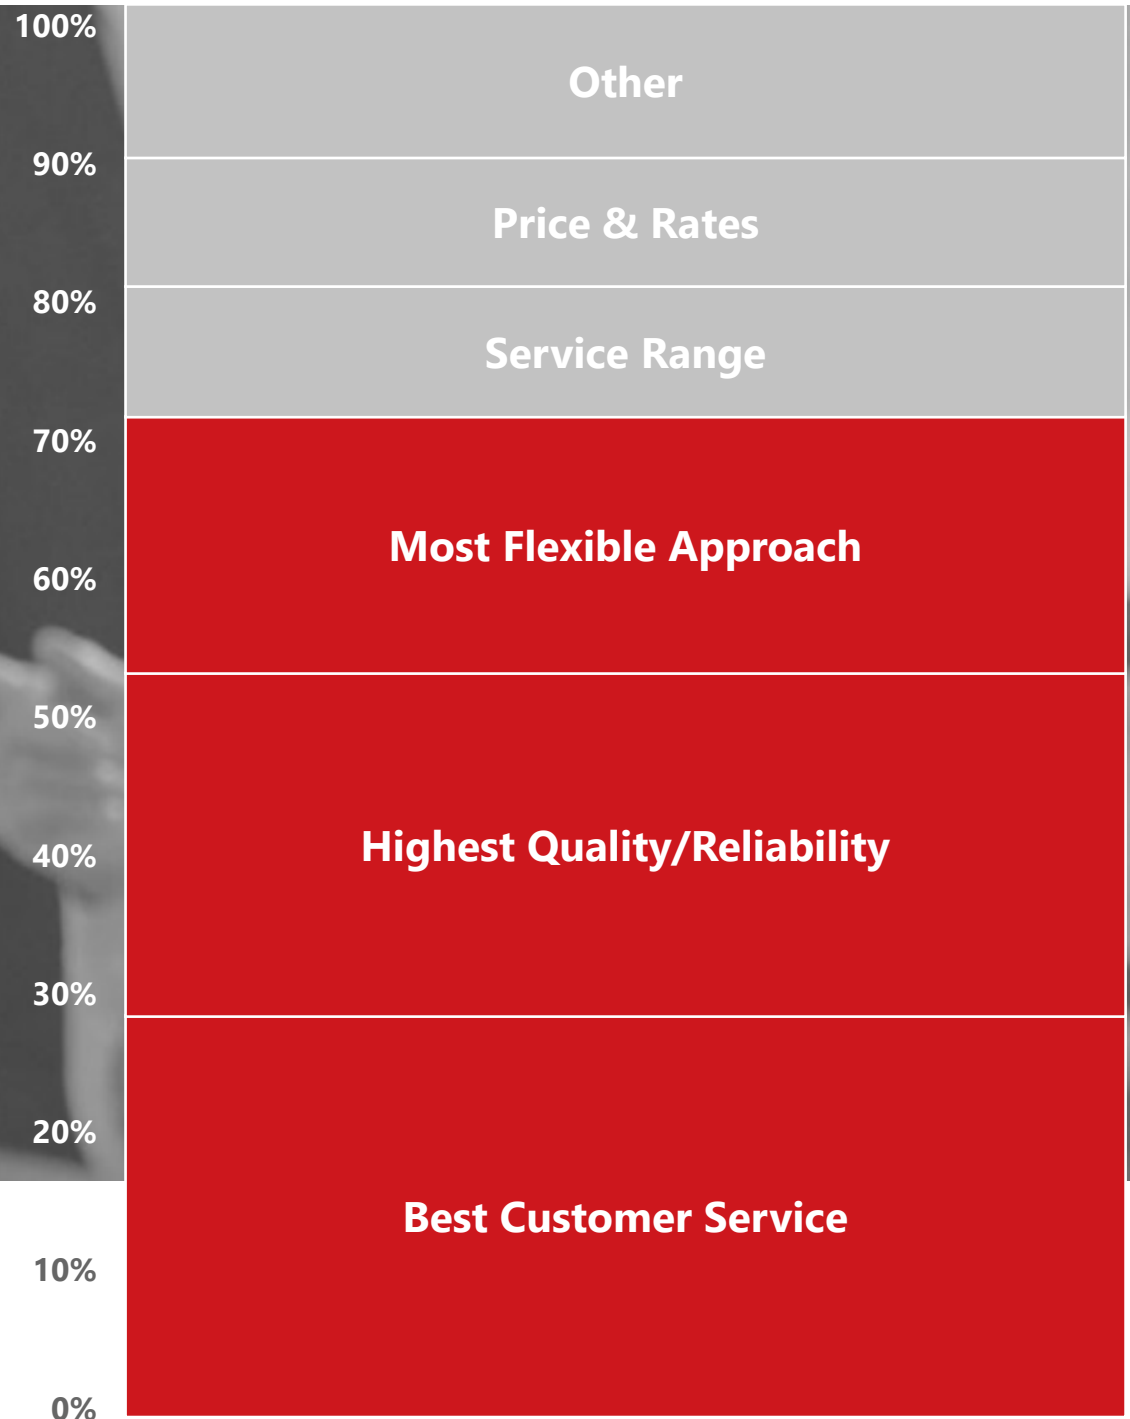 100%
Other
90%
Price & Rates
80%
Service Range
70%
Most Flexible Approach
60%
50%
Highest Quality/Reliability
40%
30%
20%
Best Customer Service
10%
0%